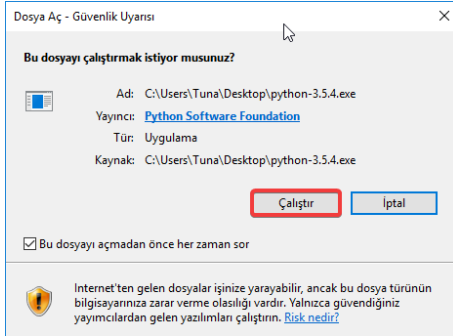 Dosya Aç - Güvenlik Uyarısı
Bu dosyayı çalıştırmak istiyor musunuz?
Ad: C:\Users\Tuna\Desktop\python-3.5.4.exe
Yayıncı: Python Software Foundation
Tür: Uygulama
Kaynak: C:\Users\Tuna\Desktop\python-3.5.4.exe
Çalıştır İptal
Bu dosyayı açmadan önce her zaman sor
Internet'ten gelen dosyalar işinize yarayabilir, ancak bu dosya türünün
bilgisayarınıza zarar verme olasılığı vardır. Yalnızca güvendiğiniz
yayımcılardan gelen yazılımları çalıştırın. Risk nedir?